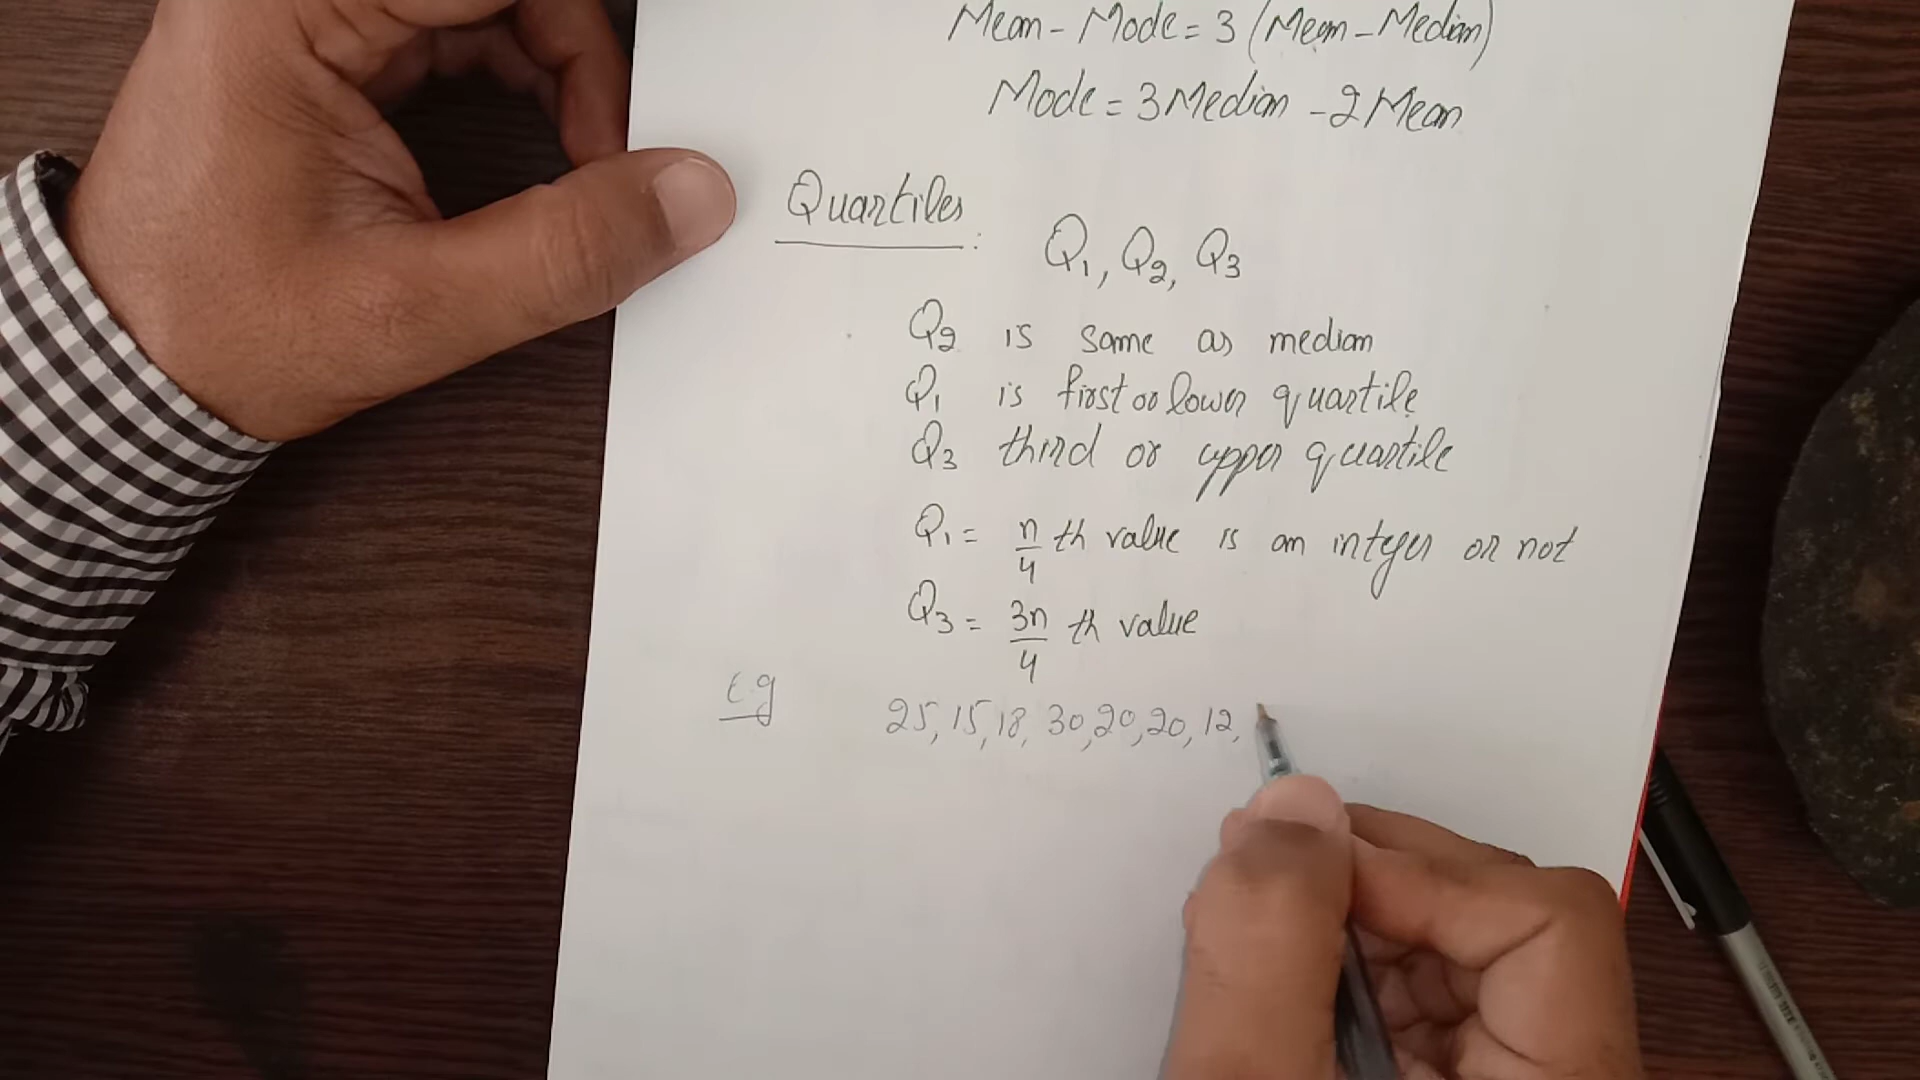 Mean - Mode = 3 (Mean - Median)
Mode = 3 Median - 2 Mean
Quartiles:
Q1, Q2, Q3
Q2 is same as median
Q1 is first or lower quartile
Q3 third or upper quartile
Q1 = n/4 th value is an integer or not
Q3 = 3n/4 th value
Eg 25, 15, 18, 30, 20, 20, 12,